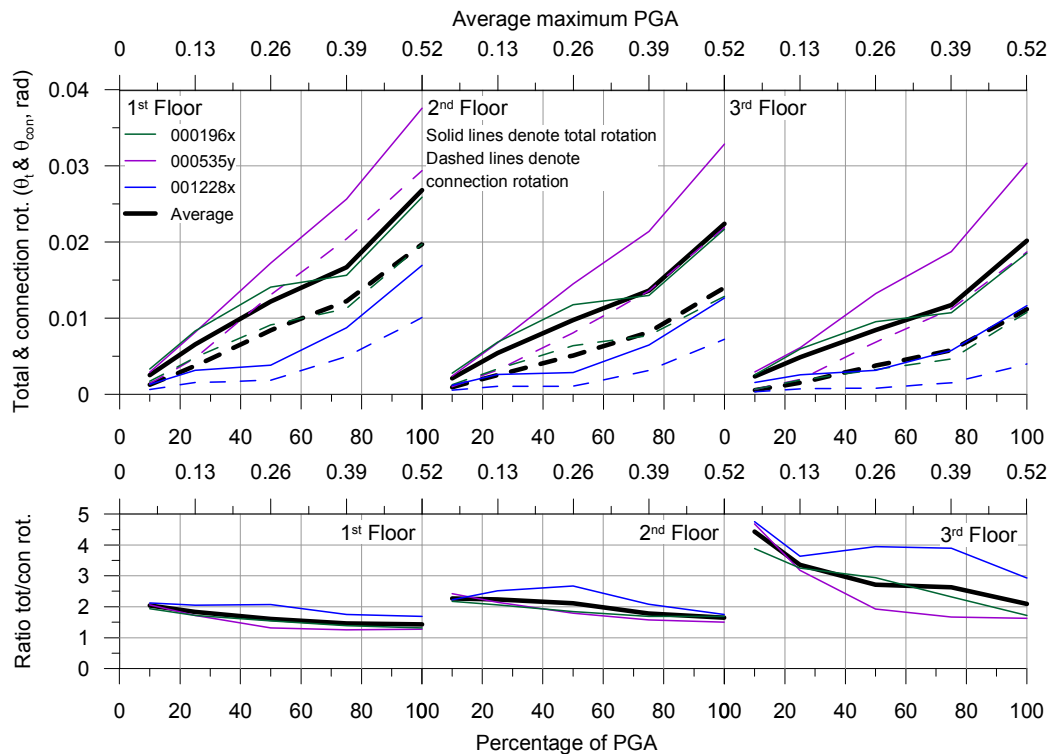 Average maximum PGA
0 0.13 0.26 0.39 0.52 0.13 0.26 0.39 0.52 0.13 0.26 0.39 0.52
Total & connection rot. (θt & θcon, rad)
0.04
0.03
0.02
0.01
0
1st Floor
000196x
000535y
001228x
Average
2nd Floor
Solid lines denote total rotation
Dashed lines denote
connection rotation
3rd Floor
0 20 40 60 80 100 20 40 60 80 0 20 40 60 80 100
0 0.13 0.26 0.39 0.52 0.13 0.26 0.39 0.52 0.13 0.26 0.39 0.52
Ratio tot/con rot.
5
4
3
2
1
0
1st Floor
2nd Floor
3rd Floor
0 20 40 60 80 100 20 40 60 80 0 20 40 60 80 100
Percentage of PGA